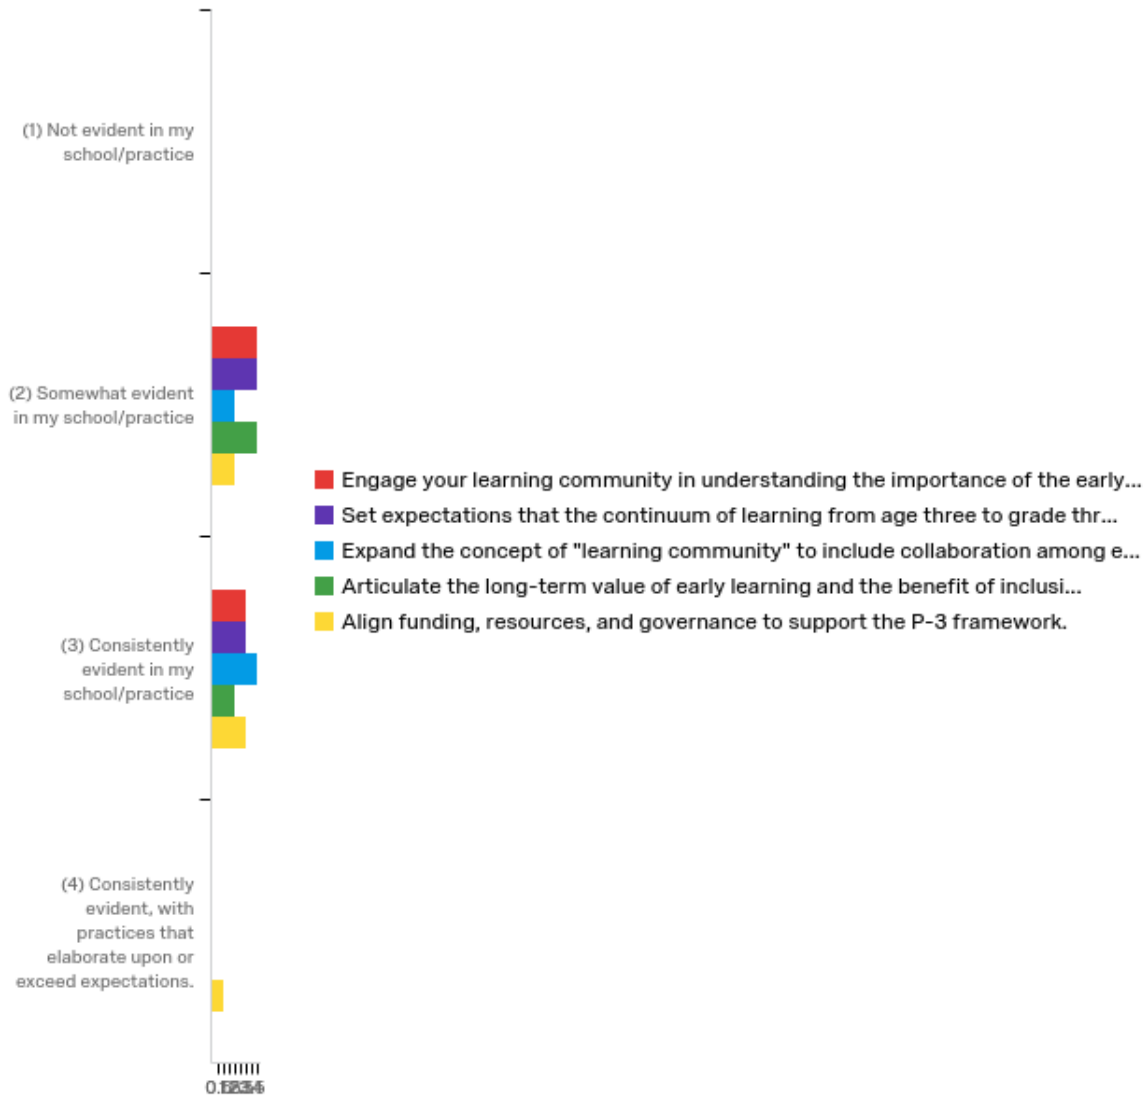 (1) Not evident in my
school/practice
(2) Somewhat evident
in my school/practice
(3) Consistently
evident in my
school/practice
(4) Consistently
evident, with
practices that
elaborate upon or
exceed expectations.
Engage your learning community in understanding the importance of the early...
Set expectations that the continuum of learning from age three to grade thr...
Expand the concept of "learning community" to include collaboration among e...
Articulate the long-term value of early learning and the benefit of inclusi...
Align funding, resources, and governance to support the P-3 framework.